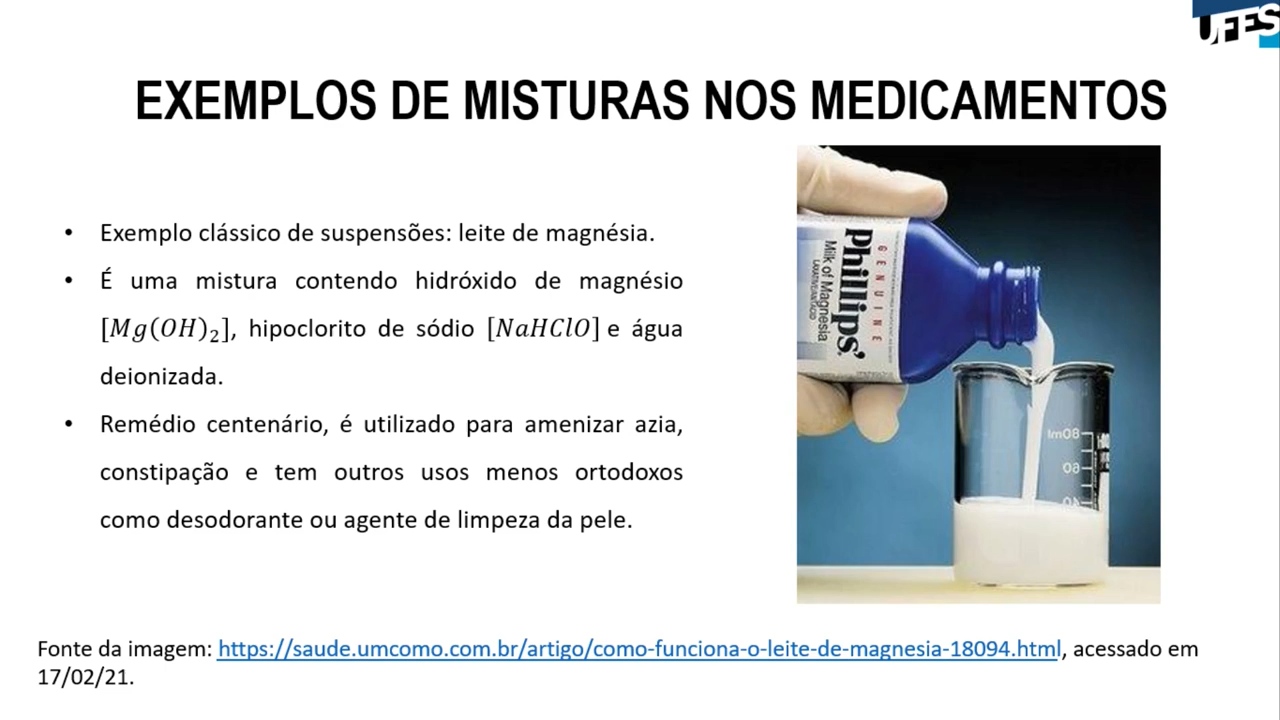 UFES
EXEMPLOS DE MISTURAS NOS MEDICAMENTOS
• Exemplo clássico de suspensões: leite de magnésia.
• É uma mistura contendo hidróxido de magnésio
[Mg(OH)₂], hipoclorito de sódio [NaHClO] e água
deionizada.
• Remédio centenário, é utilizado para amenizar azia,
constipação e tem outros usos menos ortodoxos
como desodorante ou agente de limpeza da pele.
GENUINE
Phillips'
Milk of Magnesia
LAXATIVE/ANTACID
80ml
60
40
Fonte da imagem: https://saude.umcomo.com.br/artigo/como-funciona-o-leite-de-magnesia-18094.html, acessado em
17/02/21.